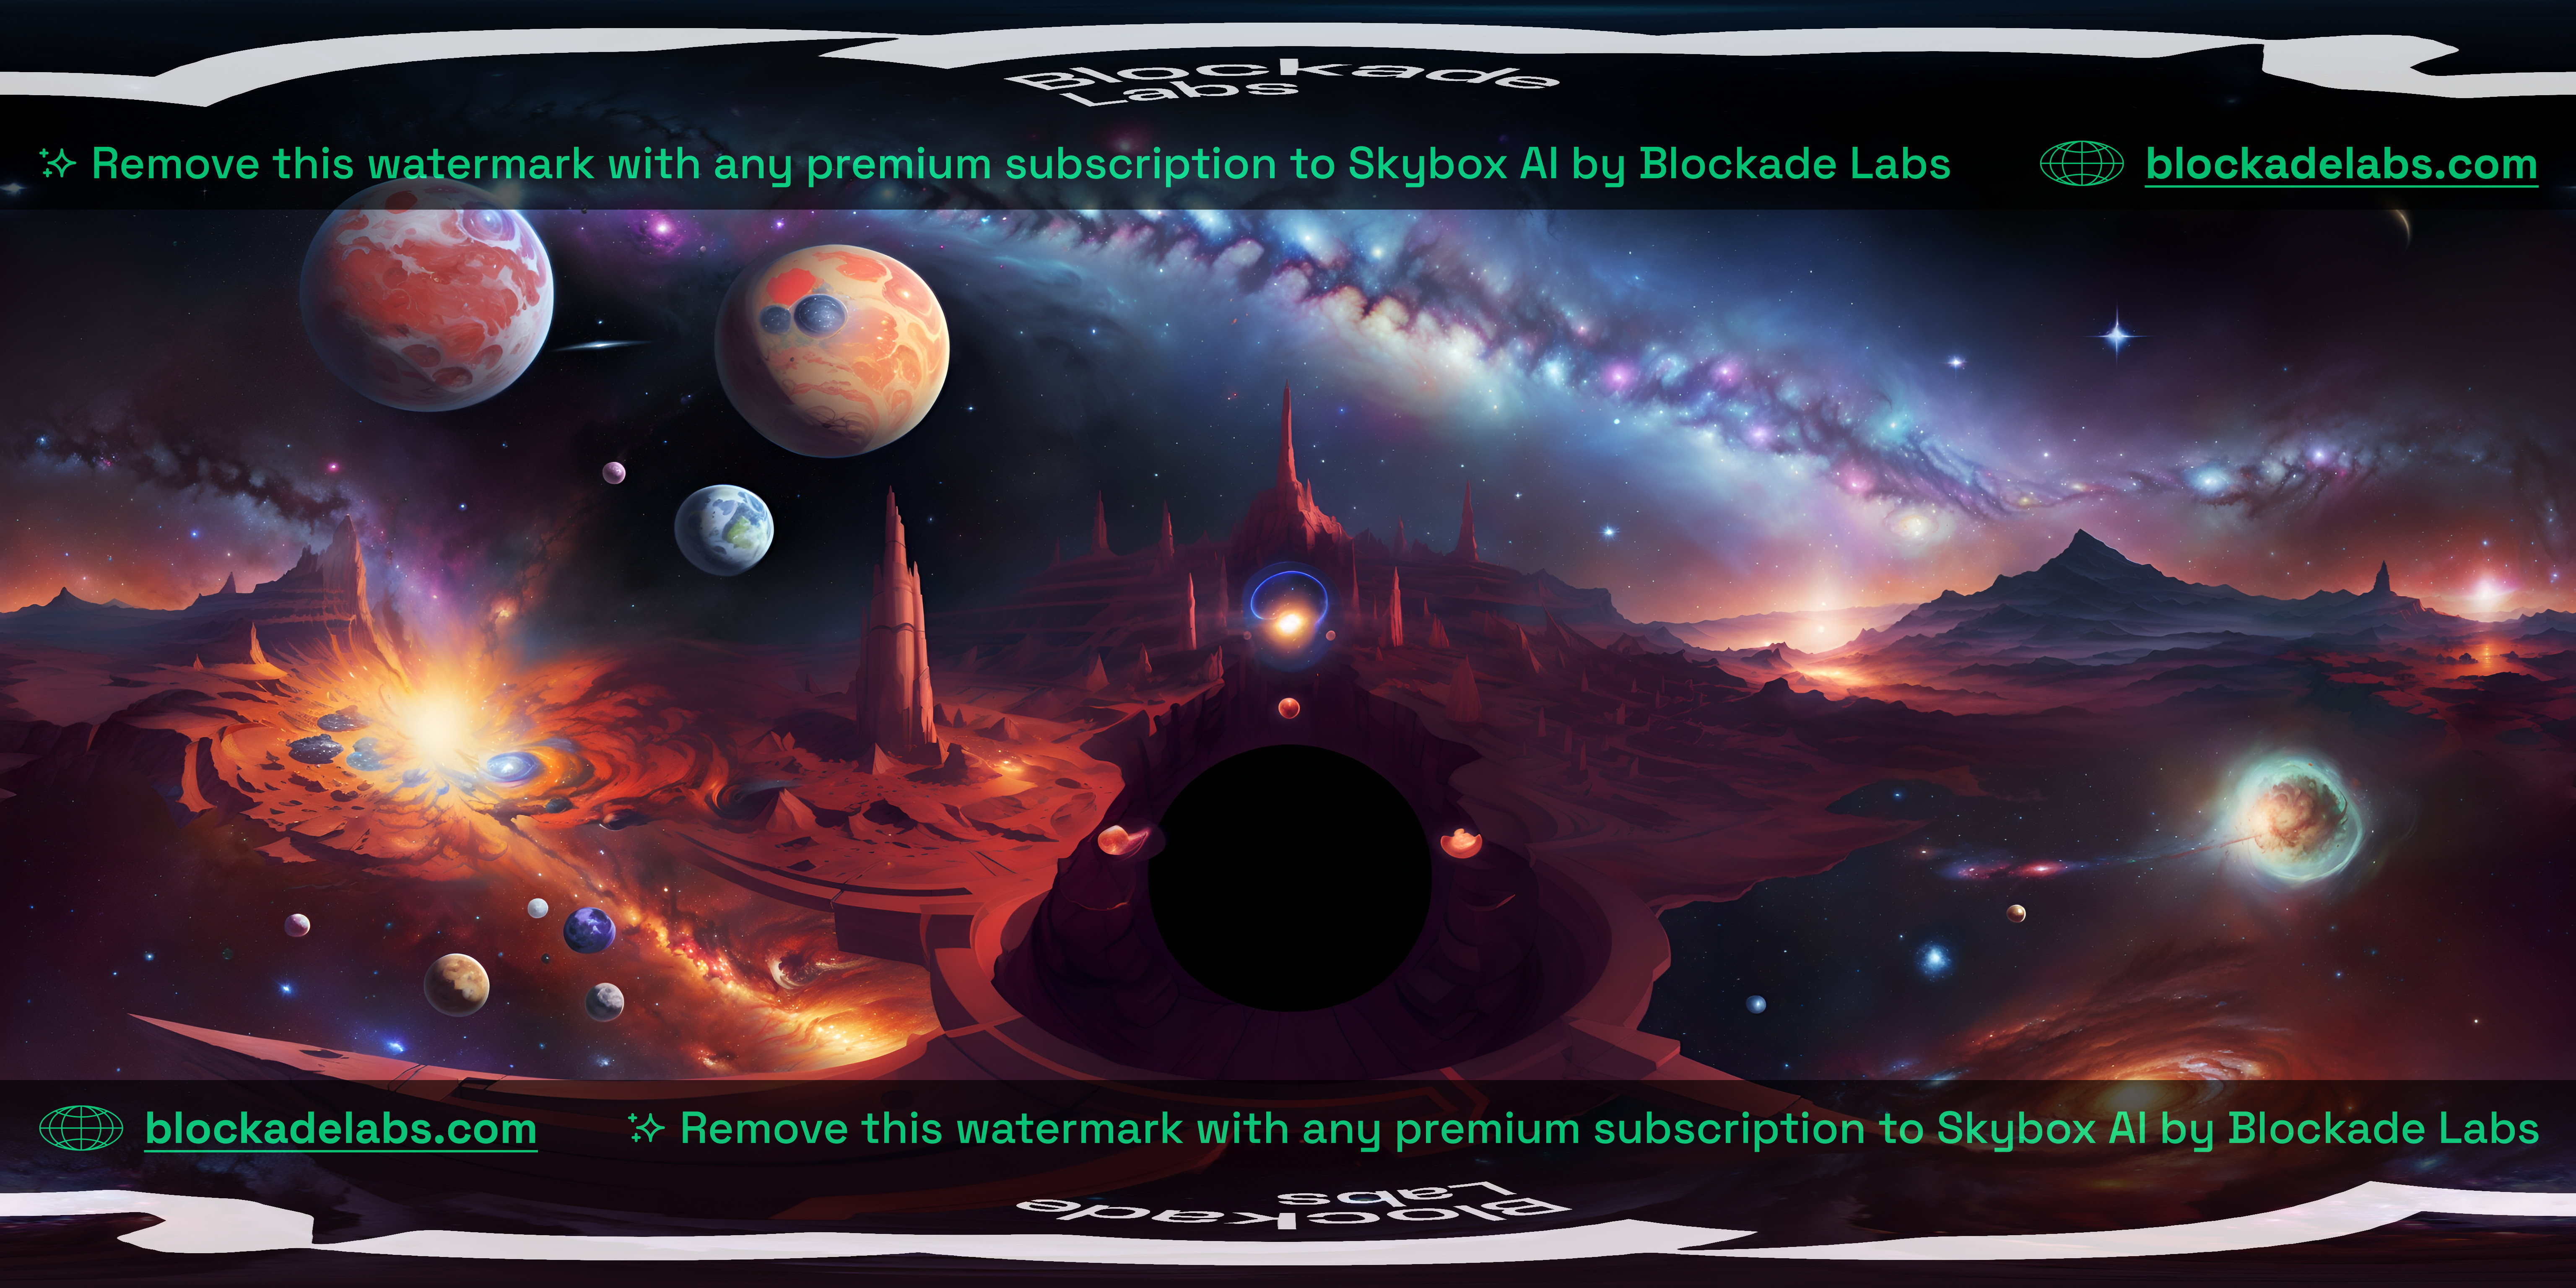 Blockade
Labs
Remove this watermark with any premium subscription to Skybox AI by Blockade Labs
blockadelabs.com
blockadelabs.com
Remove this watermark with any premium subscription to Skybox AI by Blockade Labs
Labs
Blockade